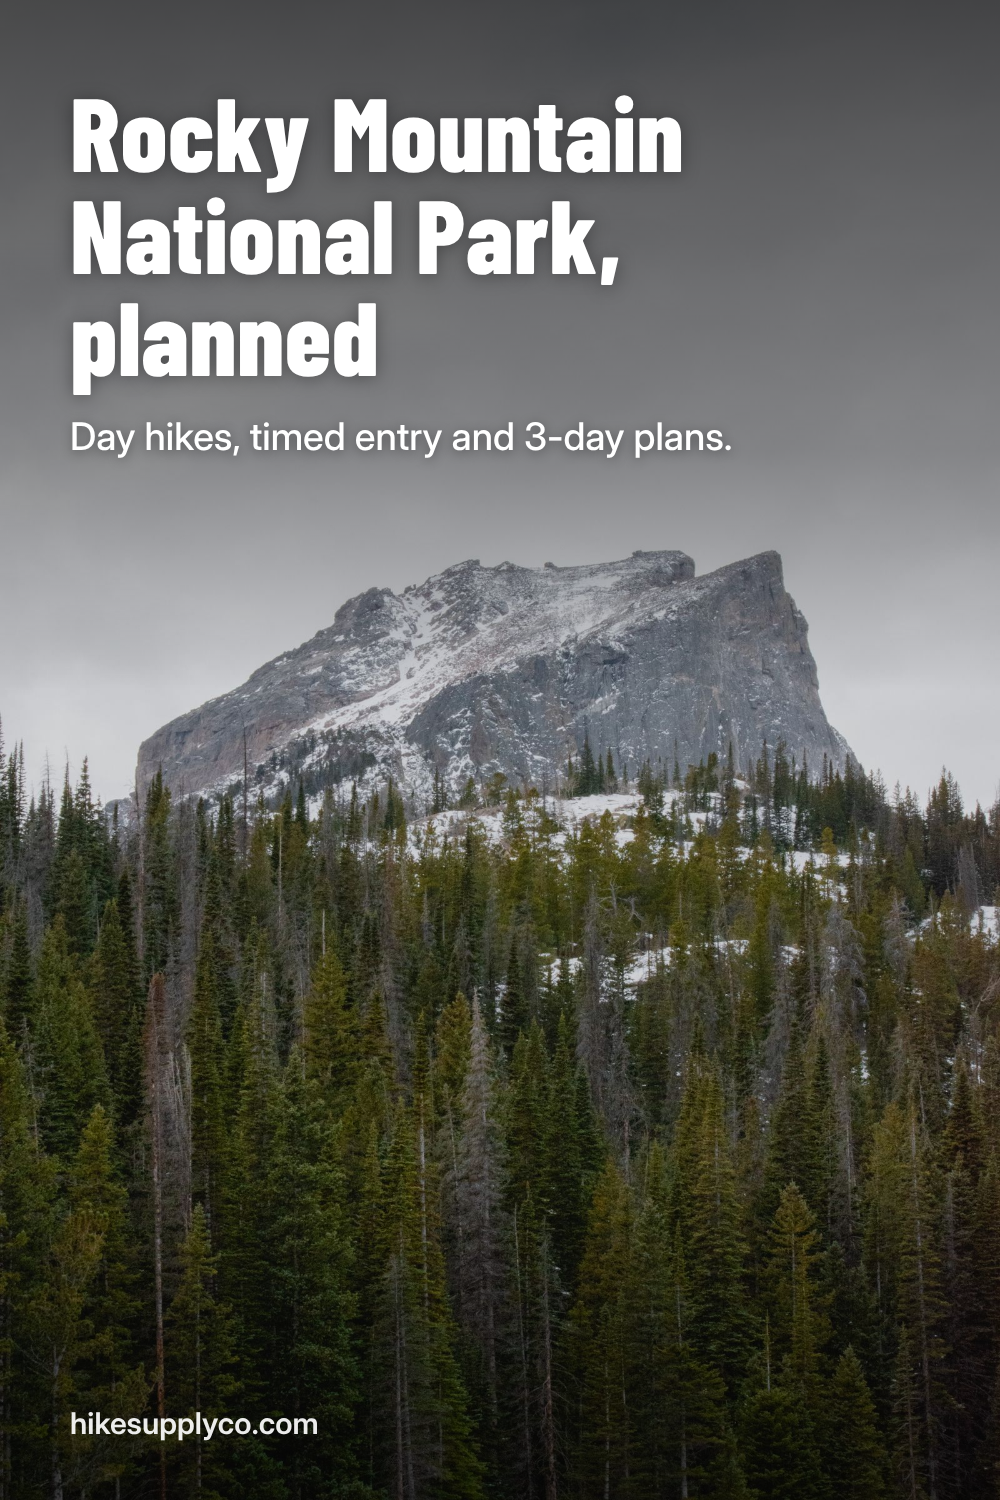 Rocky Mountain
National Park,
planned
Day hikes, timed entry and 3-day plans.
hikesupplyco.com